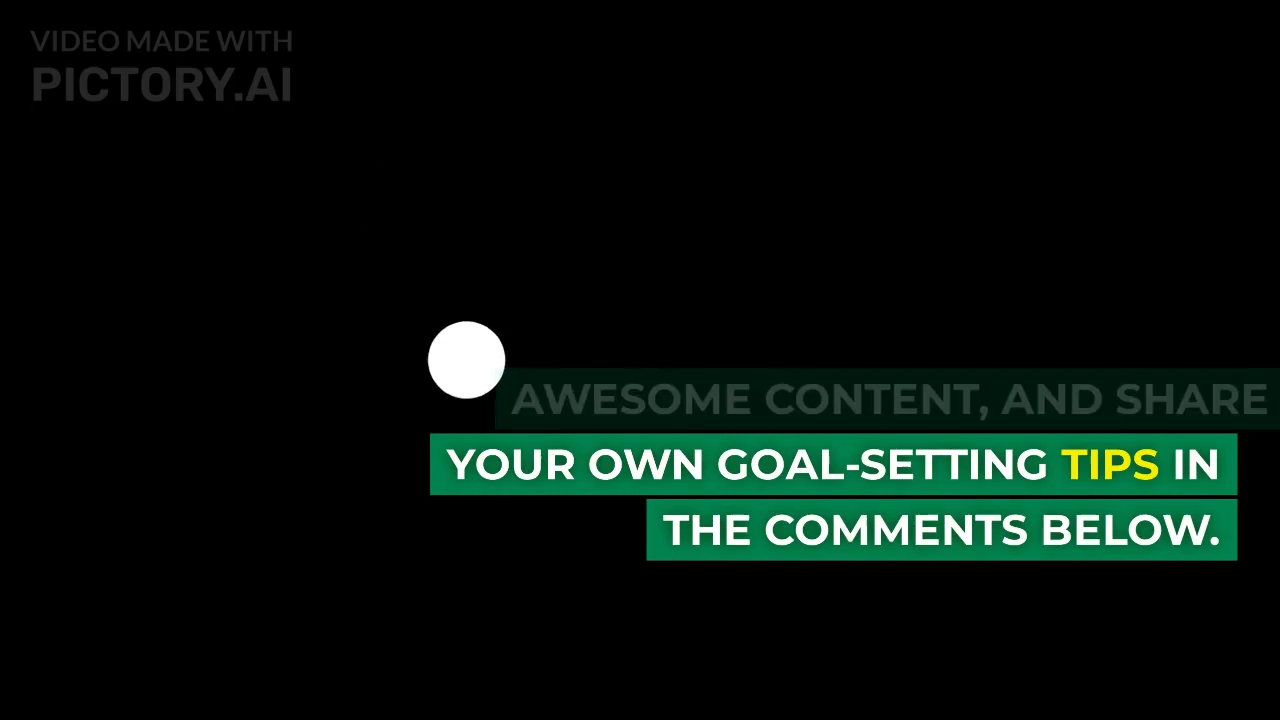 VIDEO MADE WITH
PICTORY.AI
AWESOME CONTENT, AND SHARE
YOUR OWN GOAL-SETTING TIPS IN
THE COMMENTS BELOW.